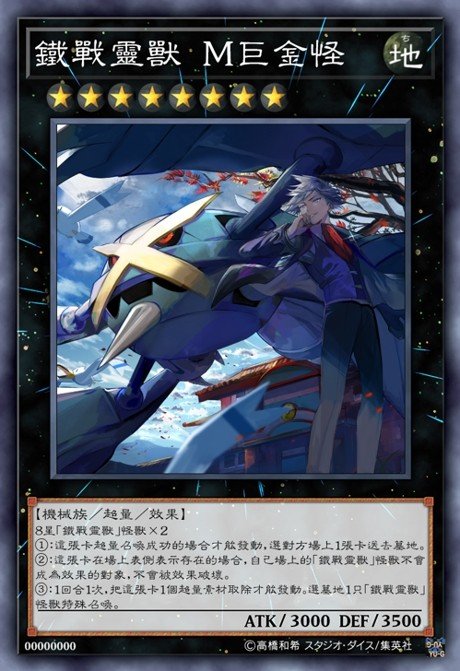 鐵戰靈獸 M巨金怪
ち
地
【機械族／超量／效果】
8星「鐵戰靈獸」怪獸×2
①:這張卡超量召喚成功的場合才能發動。選對方場上1張卡送去墓地。
②:這張卡在場上表側表示存在的場合,自己場上的「鐵戰靈獸」怪獸不會
成為效果的對象,不會被效果破壞。
③:1回合1次,把這張卡1個超量素材取除才能發動。選墓地1只「鐵戰靈獸」
怪獸特殊召喚。
ATK/3000 DEF/3500
00000000
©高橋和希 スタジオ・ダイス/集英社